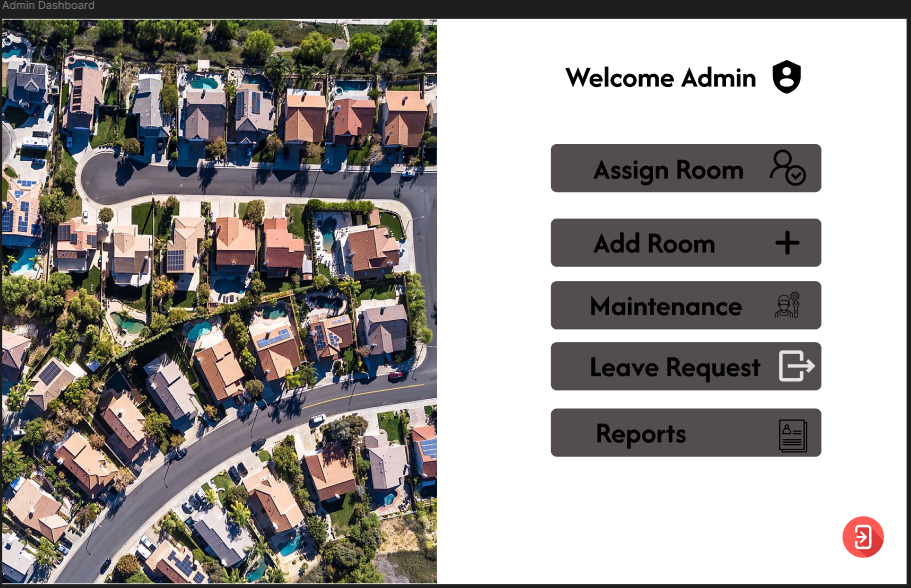 Admin Dashboard
Welcome Admin
Assign Room
Add Room
Maintenance
Leave Request
Reports